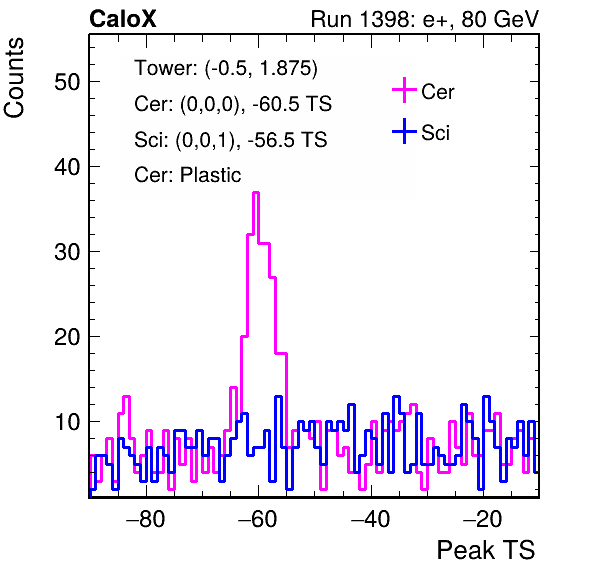 CaloX Run 1398: e+, 80 GeV
Counts
50
40
30
20
10
Tower: (-0.5, 1.875)
Cer: (0,0,0), -60.5 TS
Sci: (0,0,1), -56.5 TS
Cer: Plastic
Cer
Sci
−80 −60 −40 −20
Peak TS